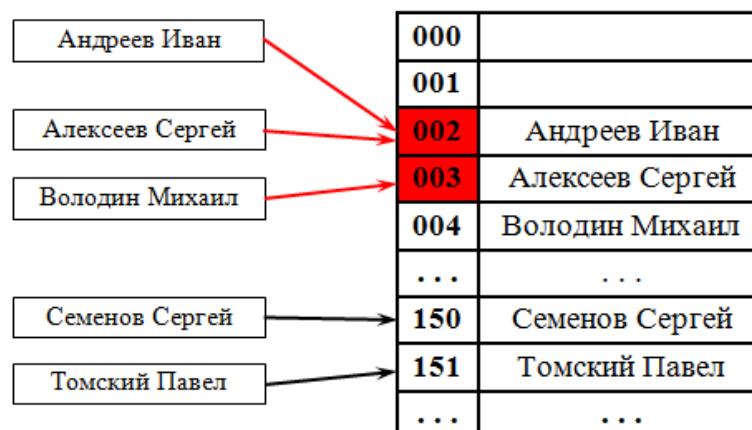 Андреев Иван
Алексеев Сергей
Володин Михаил
Семенов Сергей
Томский Павел
000
001
002 Андреев Иван
003 Алексеев Сергей
004 Володин Михаил
... ...
150 Семенов Сергей
151 Томский Павел
... ...